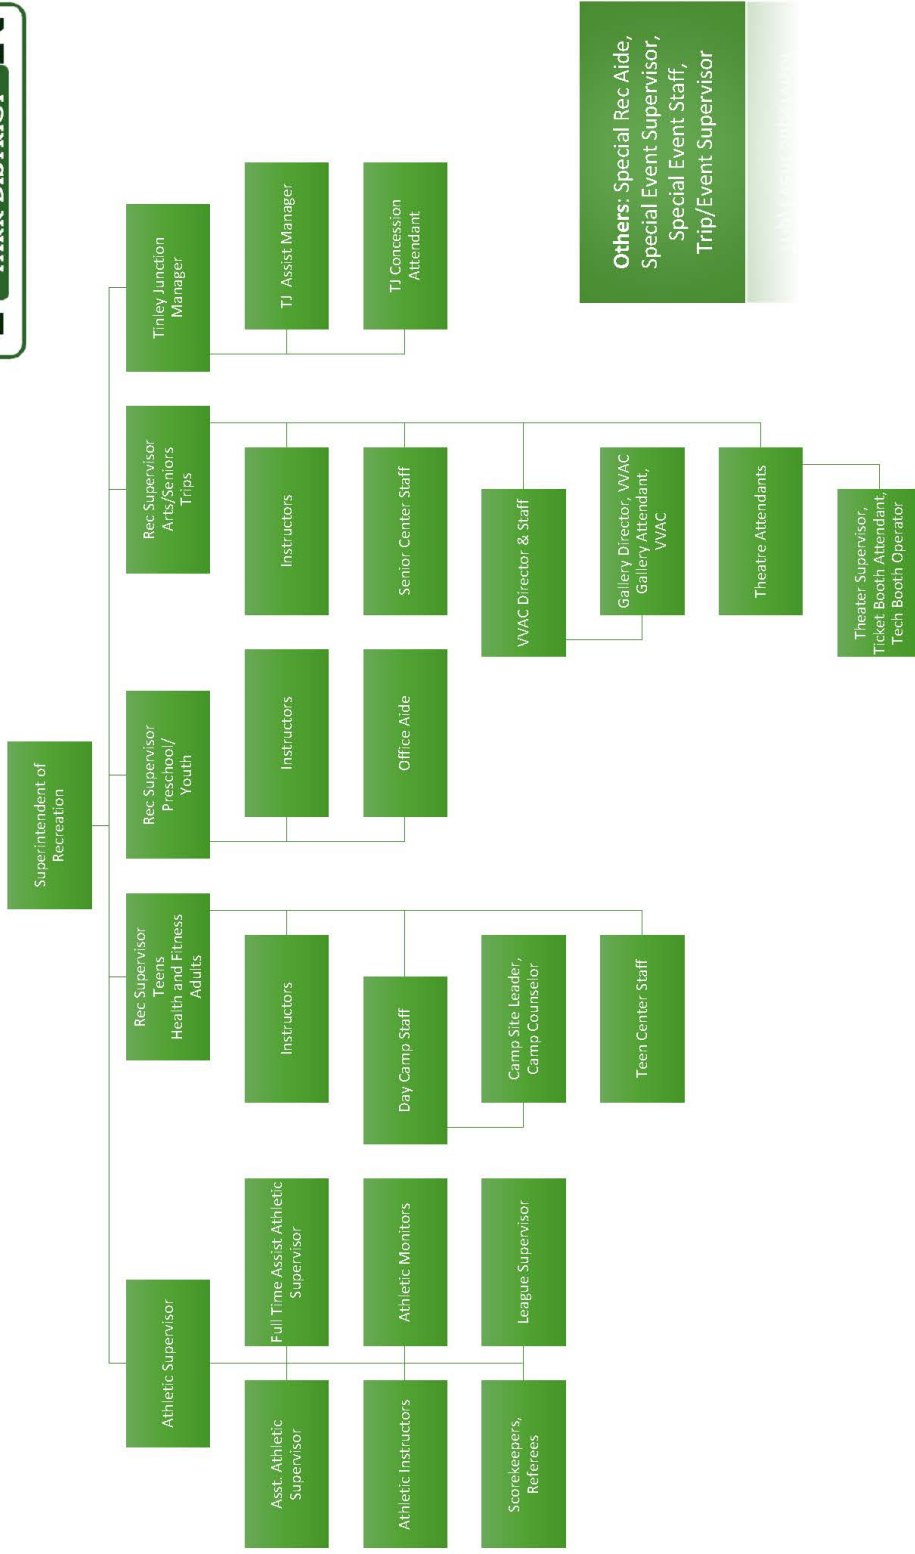 PARK DISTRICT
Superintendent of
Recreation
Athletic Supervisor
Asst. Athletic
Supervisor
Full Time Assist Athletic
Supervisor
Athletic Instructors
Athletic Monitors
Scorekeepers,
Referees
League Supervisor
Rec Supervisor
Teens
Health and Fitness
Adults
Instructors
Day Camp Staff
Camp Site Leader,
Camp Counselor
Teen Center Staff
Rec Supervisor
Preschool/
Youth
Instructors
Office Aide
Rec Supervisor
Arts/Seniors
Trips
Instructors
Senior Center Staff
VVAC Director & Staff
Gallery Director, VVAC
Gallery Attendant,
VVAC
Theatre Attendants
Theater Supervisor,
Ticket Booth Attendant,
Tech Booth Operator
Tinley Junction
Manager
TJ Assist Manager
TJ Concession
Attendant
Others: Special Rec Aide,
Special Event Supervisor,
Special Event Staff,
Trip/Event Supervisor